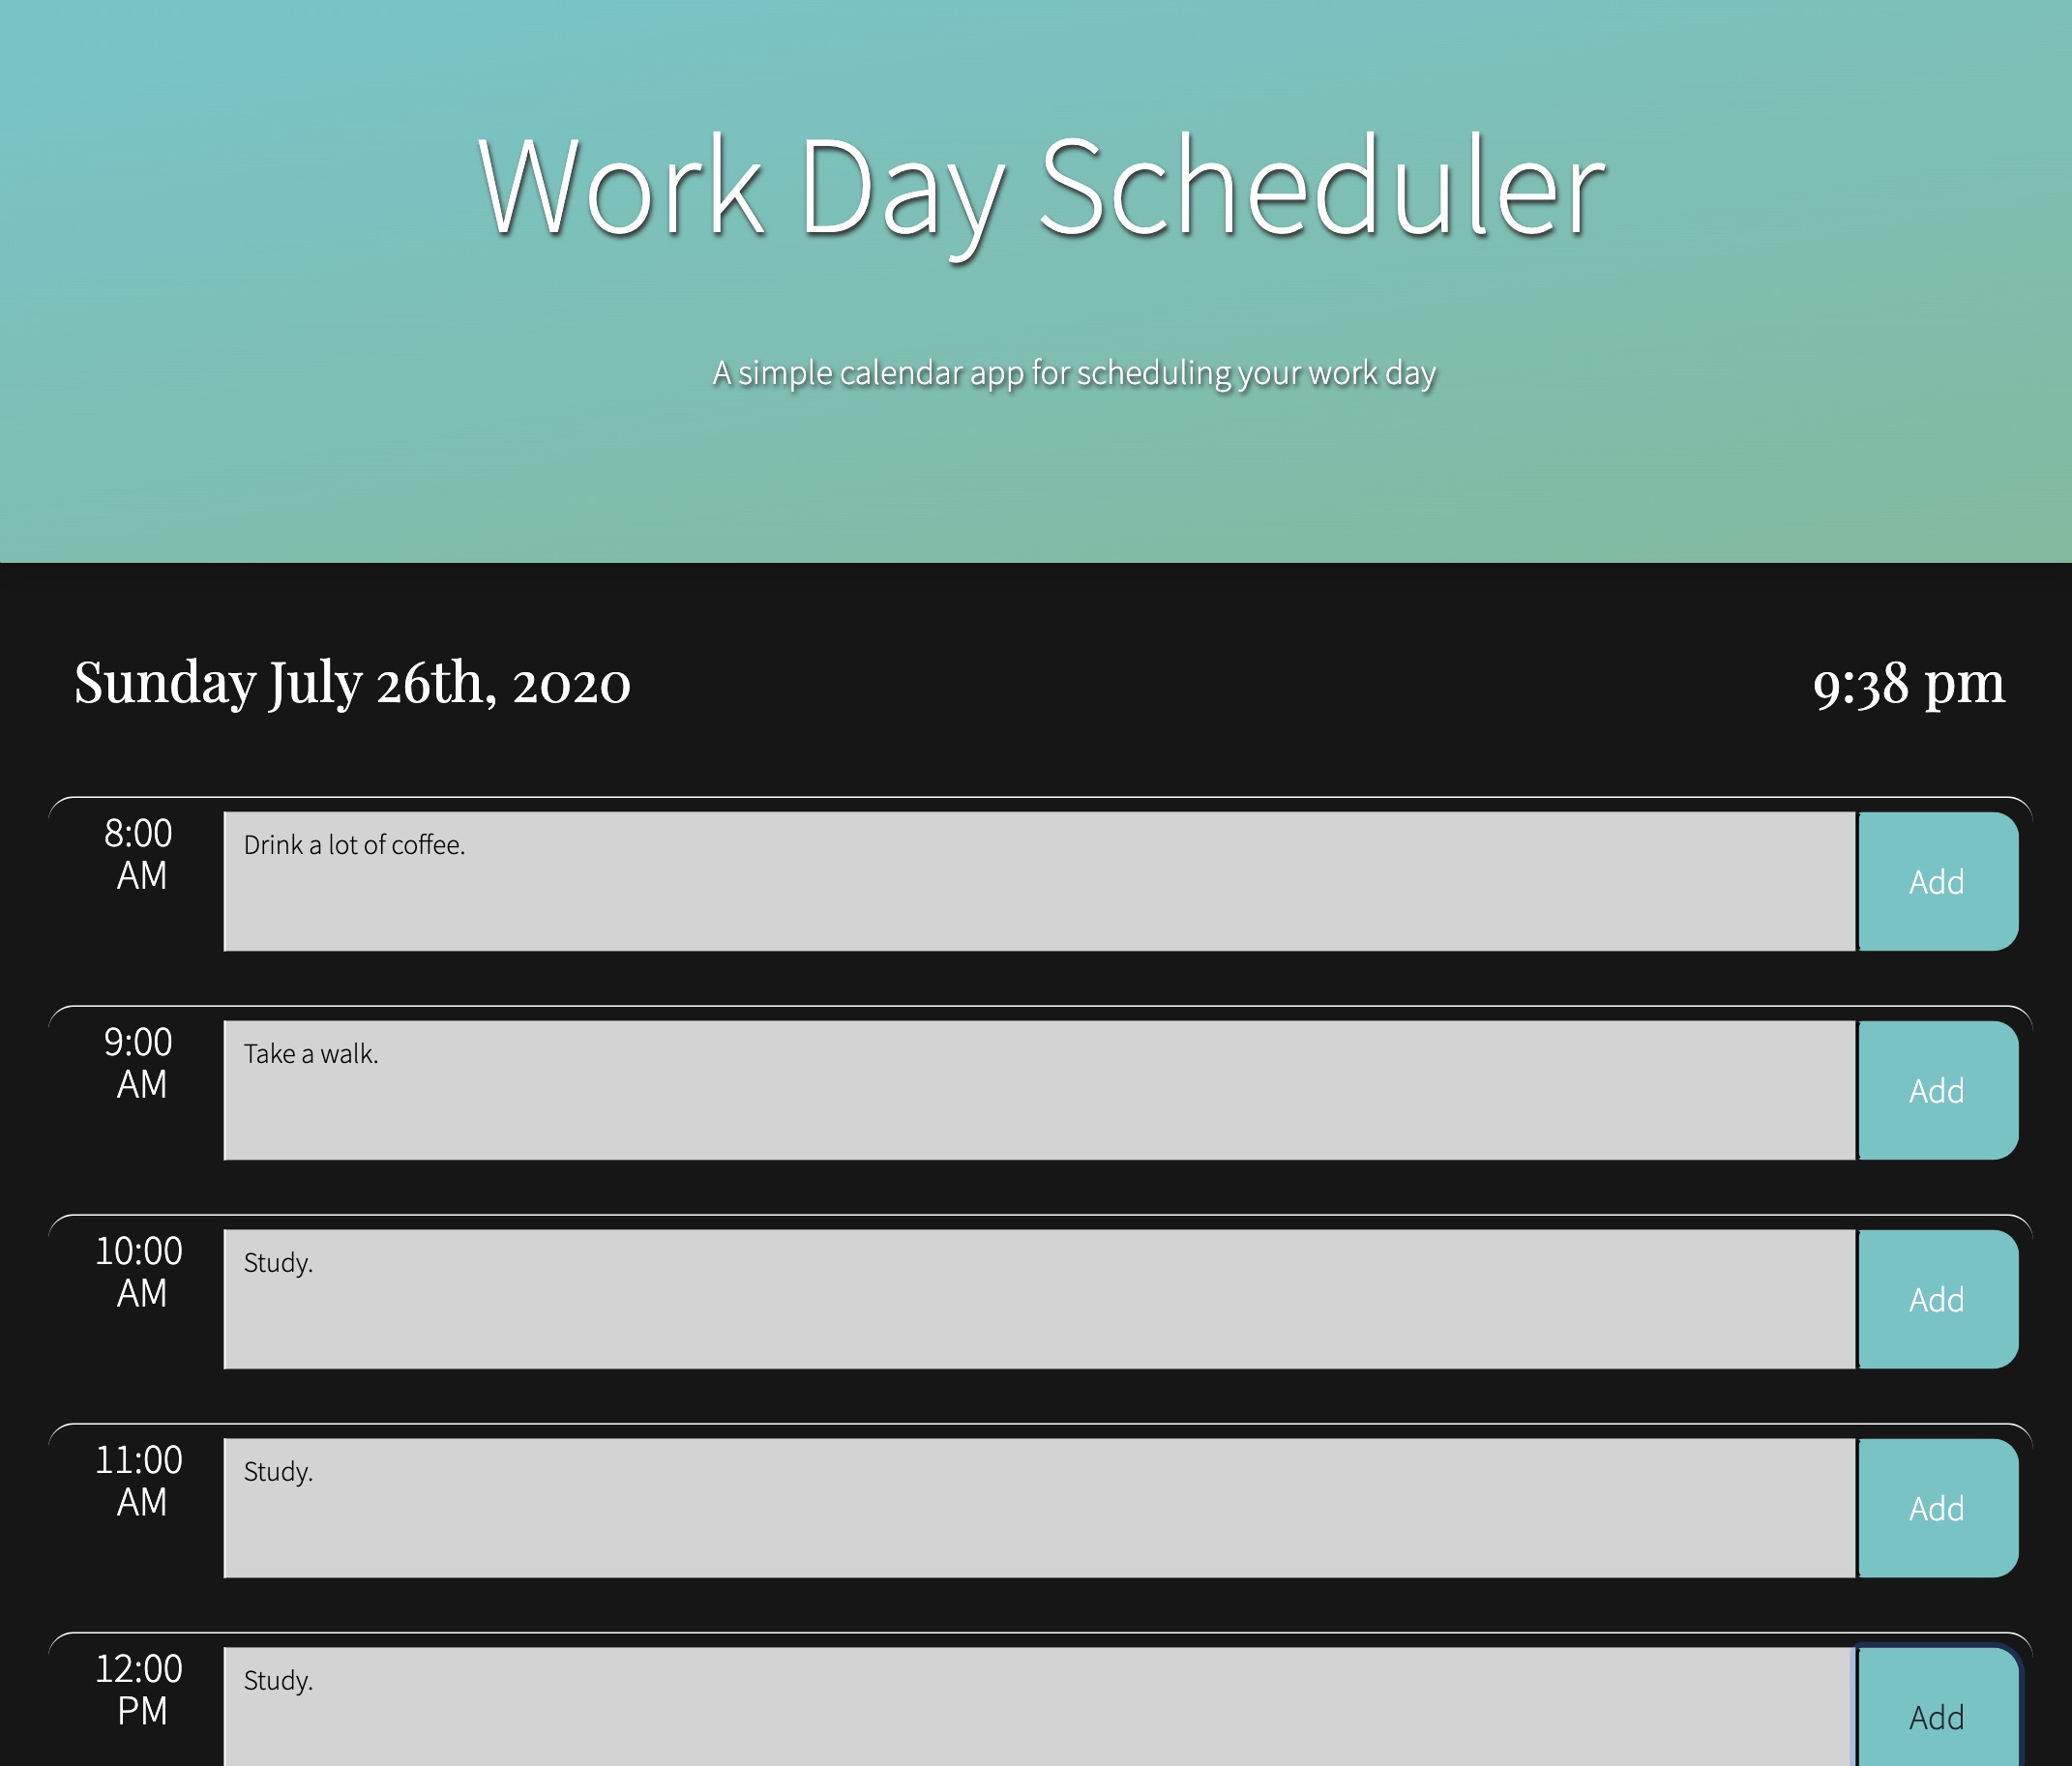 Work Day Scheduler
A simple calendar app for scheduling your work day
Sunday July 26th, 2020
9:38 pm
8:00
AM
Drink a lot of coffee.
Add
9:00
AM
Take a walk.
Add
10:00
AM
Study.
Add
11:00
AM
Study.
Add
12:00
PM
Study.
Add